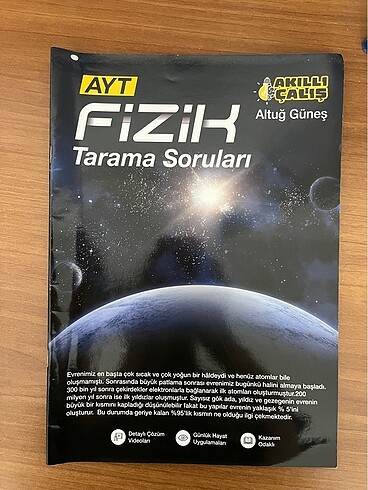 AYT
FiZiK
Tarama Soruları
AKILLI
ÇALIŞ
Altuğ Güneş
Evrenimiz en başta çok sıcak ve çok yoğun bir hâldeydi ve henüz atomlar bile
oluşmamıştı. Sonrasında büyük patlama sonrası evrenimiz bugünkü halini almaya başladı.
300 bin yıl sonra çekirdekler elektronlarla bağlanarak ilk atomları oluşturmuştur.200
milyon yıl sonra ise ilk yıldızlar oluşmuştur. Sayısız gök ada, yıldız ve gezegenin evrenin
büyük bir kısmını kapladığı düşünülebilir fakat bu yapılar evrenin yaklaşık % 5'ini
oluşturur. Bu durumda geriye kalan %95'lik kısmın ne olduğu ilgi çekmektedir.
Detaylı Çözüm
Videoları
Günlük Hayat
Uygulamaları
Kazanım
Odaklı